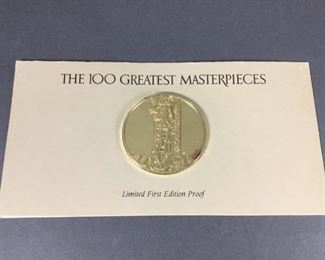 THE 100 GREATEST MASTERPIECES
Limited First Edition Proof